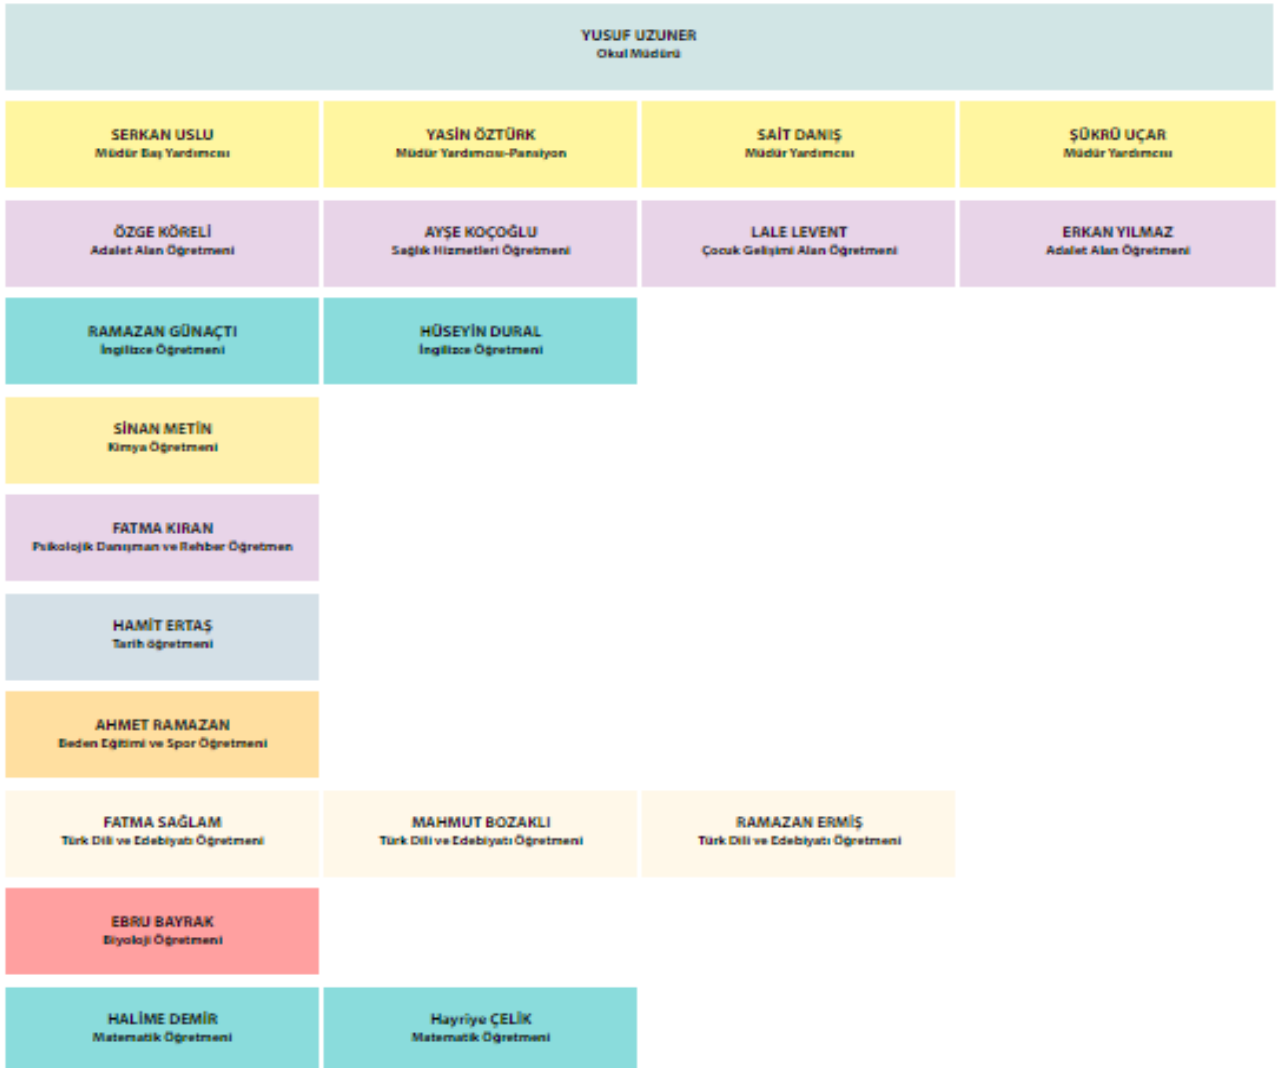 YUSUF UZUNER
Okul Müdürü
SERKAN USLU
Müdür Baş Yardımcısı
YASİN ÖZTÜRK
Müdür Yardımcısı-Pansiyon
SAİT DANIŞ
Müdür Yardımcısı
ŞÜKRÜ UÇAR
Müdür Yardımcısı
ÖZGE KÖRELİ
Adalet Alan Öğretmeni
AYŞE KOÇOĞLU
Sağlık Hizmetleri Öğretmeni
LALE LEVENT
Çocuk Gelişimi Alan Öğretmeni
ERKAN YILMAZ
Adalet Alan Öğretmeni
RAMAZAN GÜNAÇTI
İngilizce Öğretmeni
HÜSEYİN DURAL
İngilizce Öğretmeni
SİNAN METİN
Kimya Öğretmeni
FATMA KIRAN
Psikolojik Danışman ve Rehber Öğretmen
HAMİT ERTAŞ
Tarih öğretmeni
AHMET RAMAZAN
Beden Eğitimi ve Spor Öğretmeni
FATMA SAĞLAM
Türk Dili ve Edebiyatı Öğretmeni
MAHMUT BOZAKLI
Türk Dili ve Edebiyatı Öğretmeni
RAMAZAN ERMİŞ
Türk Dili ve Edebiyatı Öğretmeni
EBRU BAYRAK
Biyoloji Öğretmeni
HALİME DEMİR
Matematik Öğretmeni
Hayriye ÇELİK
Matematik Öğretmeni